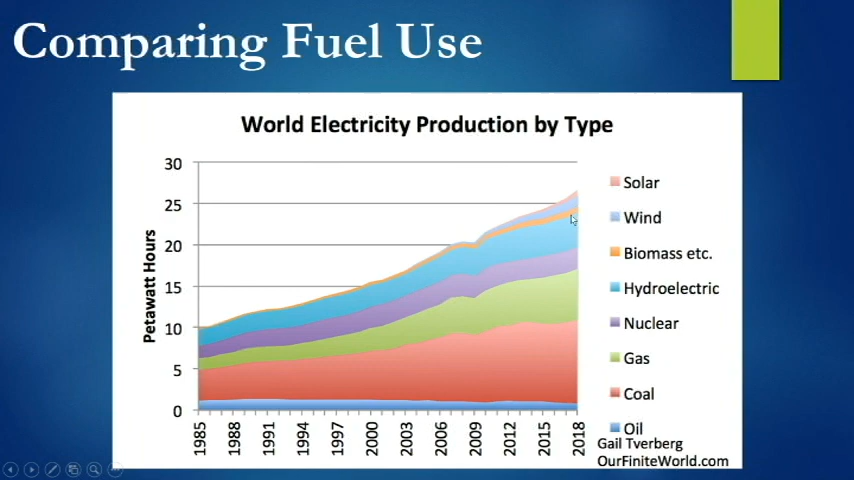 Comparing Fuel Use
World Electricity Production by Type
Petawatt Hours
30
25
20
15
10
5
0
1985
1988
1991
1994
1997
2000
2003
2006
2009
2012
2015
2018
Solar
Wind
Biomass etc.
Hydroelectric
Nuclear
Gas
Coal
Oil
Gail Tverberg
OurFiniteWorld.com